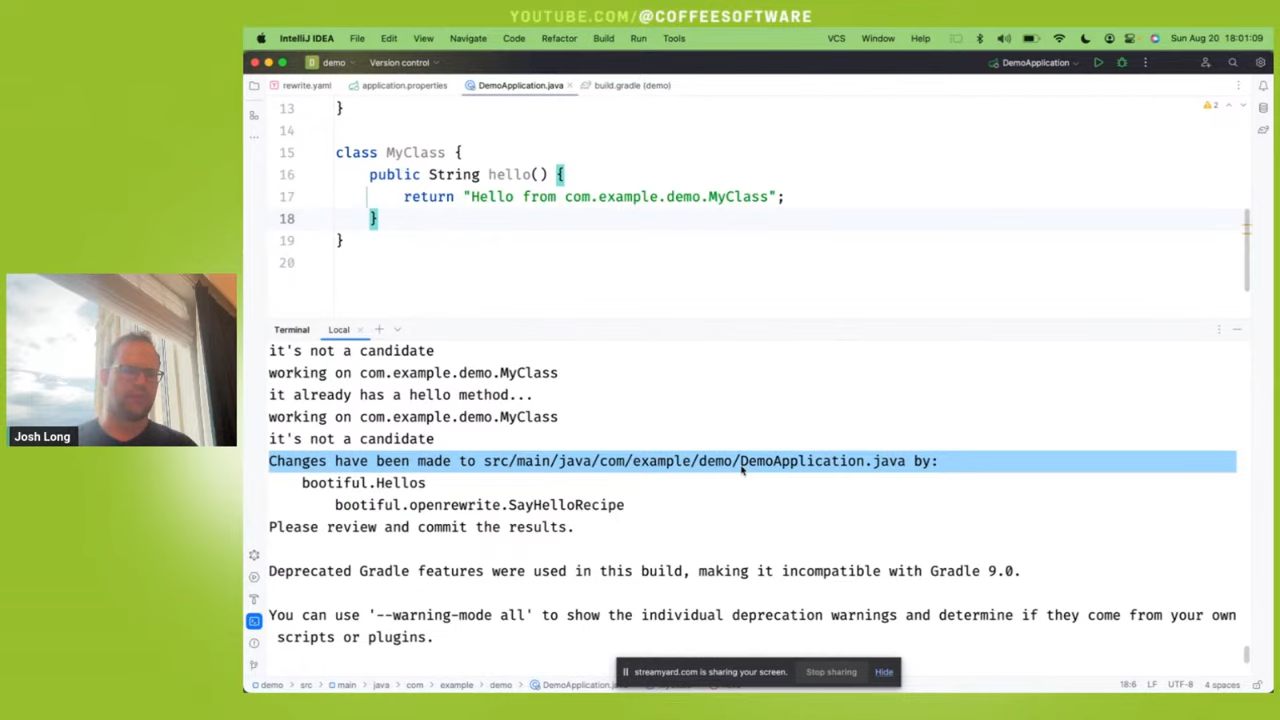 YOUTUBE.COM/@COFFEESOFTWARE
IntelliJ IDEA File Edit View Navigate Code Refactor Build Run Tools VCS Window Help Sun Aug 20 18:01:09
D demo Version control DemoApplication
rewrite.yaml application.properties DemoApplication.java build.gradle (demo)
13 }
14
15 class MyClass {
16 public String hello() {
17 return "Hello from com.example.demo.MyClass";
18 }
19 }
20
2
Terminal Local
it's not a candidate
working on com.example.demo.MyClass
it already has a hello method...
working on com.example.demo.MyClass
it's not a candidate
Changes have been made to src/main/java/com/example/demo/DemoApplication.java by:
bootiful.Hellos
bootiful.openrewrite.SayHelloRecipe
Please review and commit the results.
Deprecated Gradle features were used in this build, making it incompatible with Gradle 9.0.
You can use '--warning-mode all' to show the individual deprecation warnings and determine if they come from your own
scripts or plugins.
Josh Long
streamyard.com is sharing your screen. Stop sharing Hide
demo src main java com example demo DemoApplication.ja 18:6 LF UTF-8 4 spaces